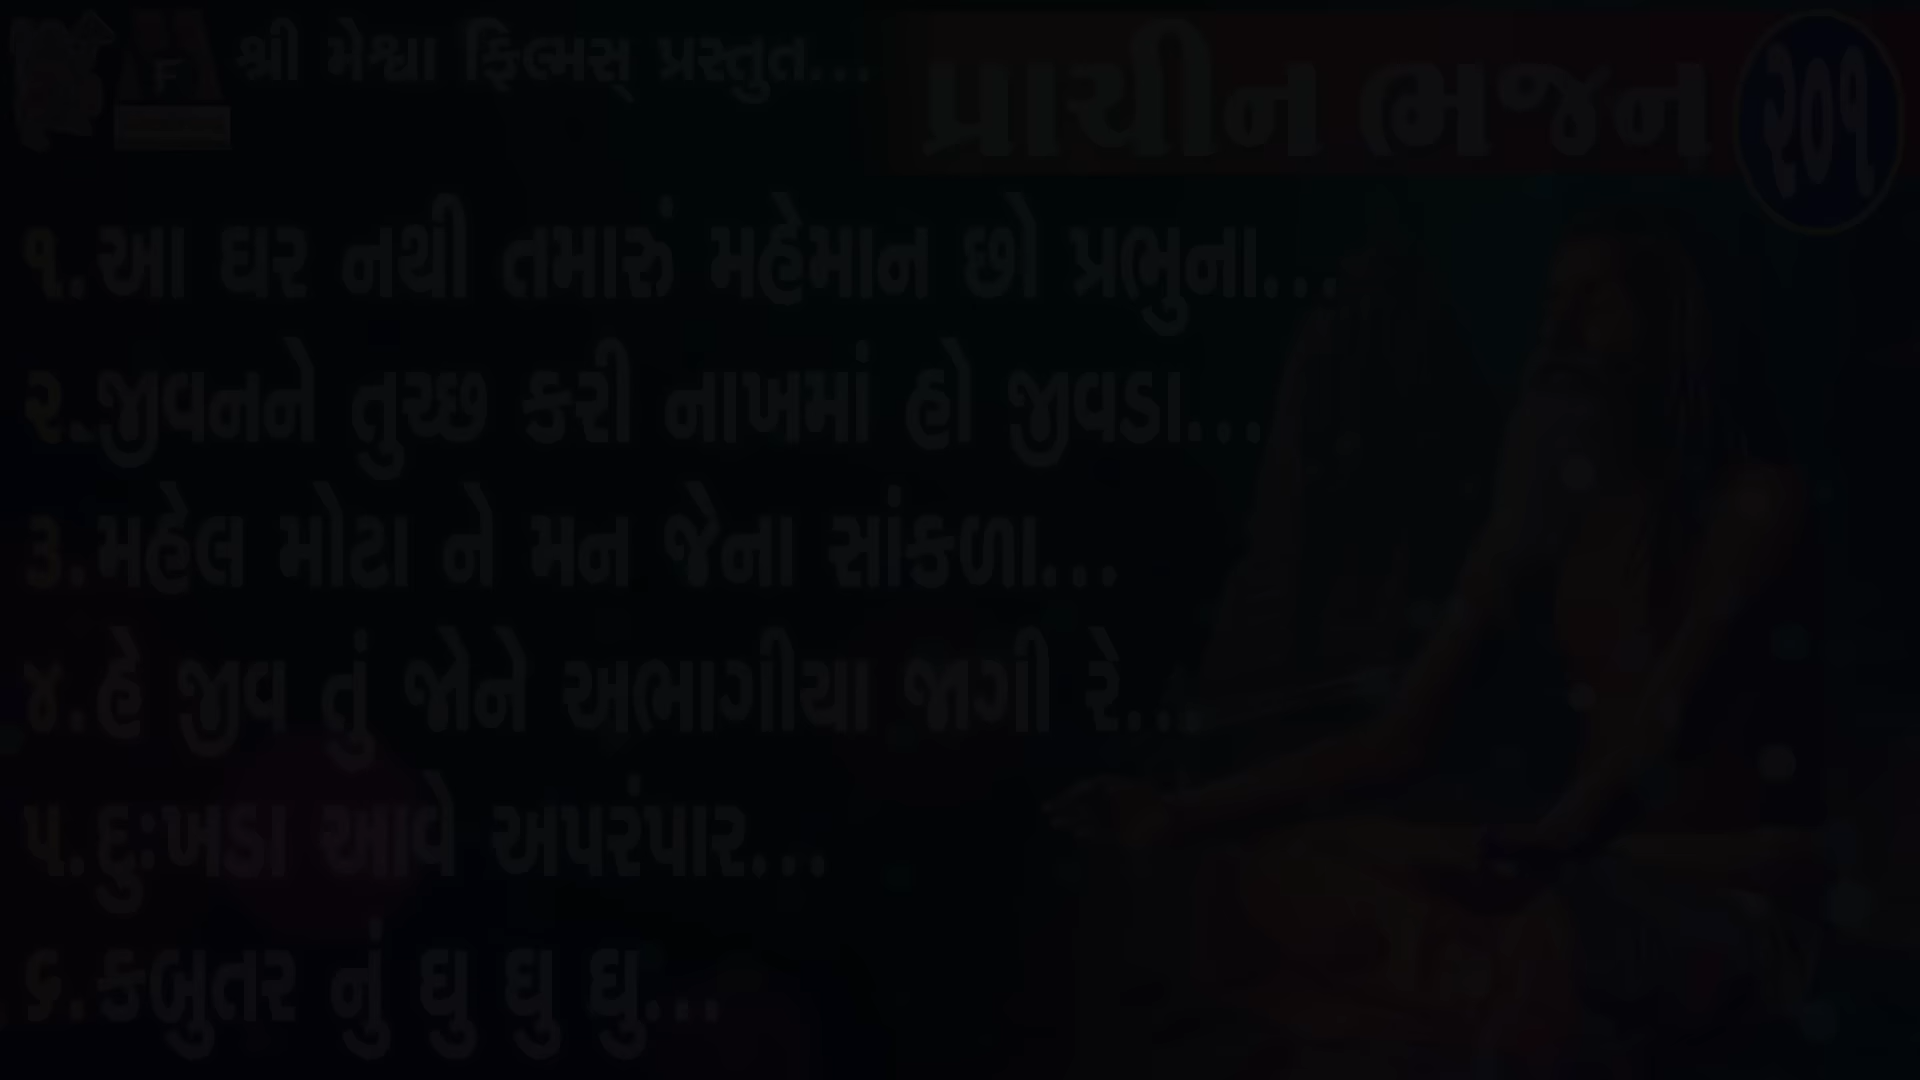 શ્રી મેશ્વા ફિલ્મસ્ પ્રસ્તુત...
F
પ્રાચીન ભજન ૨૦૧
૧.આ ઘર નથી તમારું મહેમાન છો પ્રભુના...
૨.જીવનને તુચ્છ કરી નાખમાં હો જીવડા...
૩.મહેલ મોટા ને મન જેના સાંકળા...
૪.હે જીવ તું જોને અભાગીયા જાગી રે...
૫.દુઃખડા આવે અપરંપાર...
૬.કબુતર નું ઘુ ઘુ ઘુ...